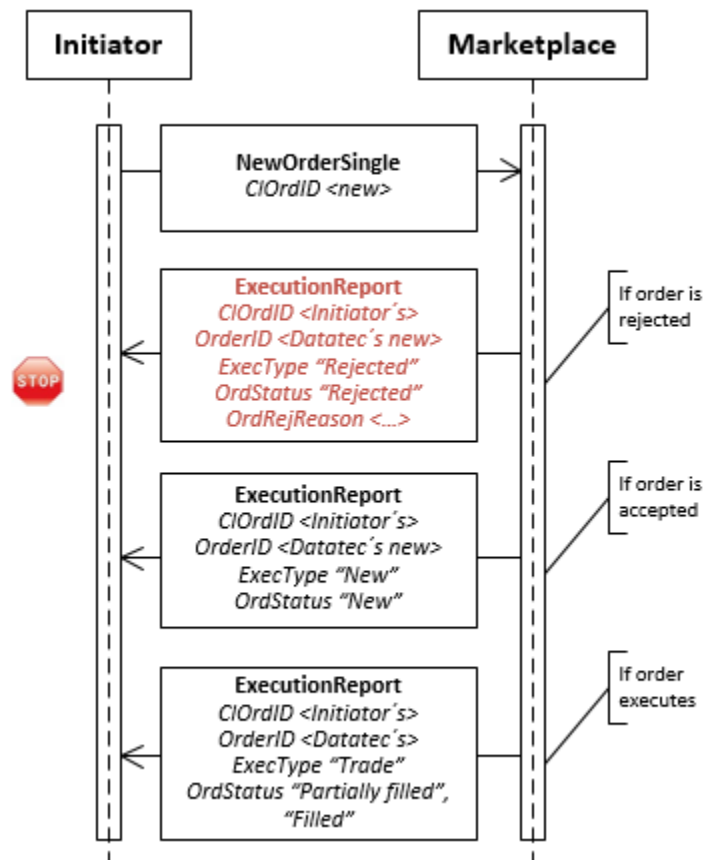 Initiator
Marketplace
NewOrderSingle
ClOrdID <new>
ExecutionReport
ClOrdID <Initiator´s>
OrderID <Datatec´s new>
ExecType “Rejected”
OrdStatus “Rejected”
OrdRejReason <...>
If order is
rejected
STOP
ExecutionReport
ClOrdID <Initiator´s>
OrderID <Datatec´s new>
ExecType “New”
OrdStatus “New”
If order is
accepted
ExecutionReport
ClOrdID <Initiator´s>
OrderID <Datatec´s>
ExecType “Trade”
OrdStatus “Partially filled”,
“Filled”
If order
executes